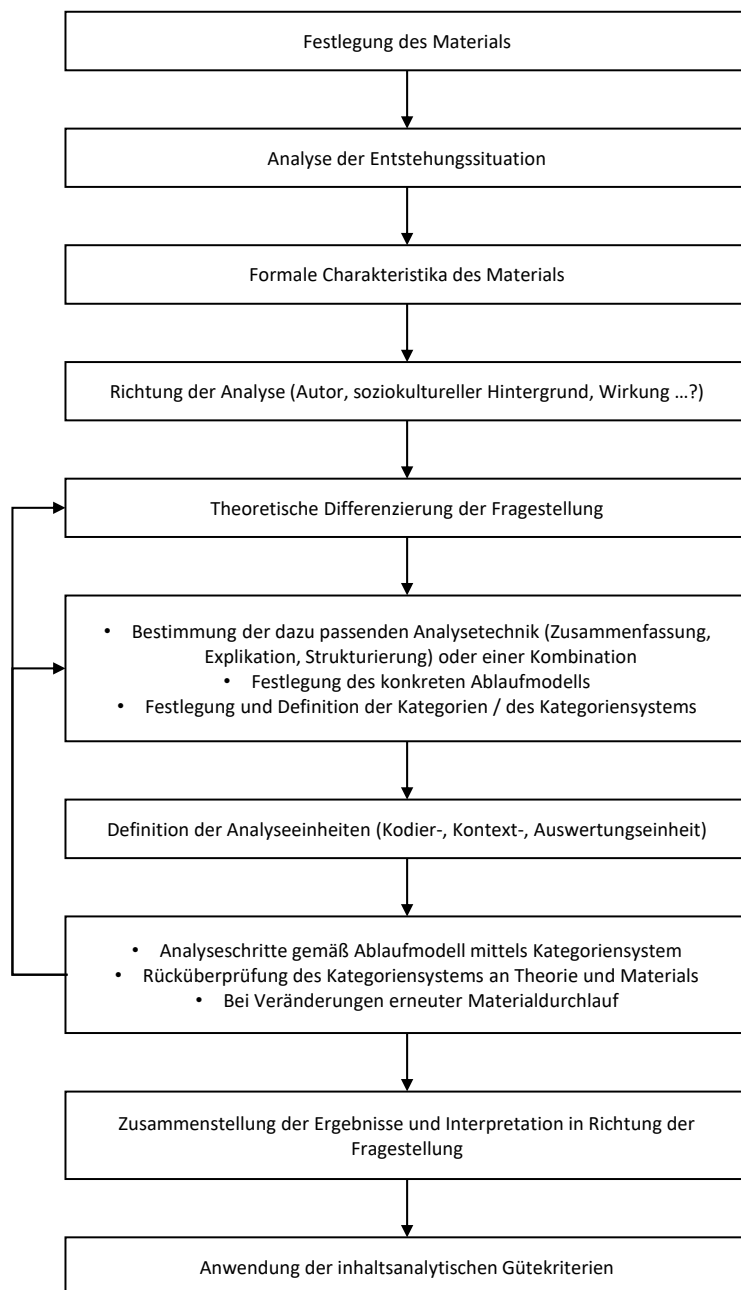 Festlegung des Materials
Analyse der Entstehungssituation
Formale Charakteristika des Materials
Richtung der Analyse (Autor, soziokultureller Hintergrund, Wirkung …?)
Theoretische Differenzierung der Fragestellung
• Bestimmung der dazu passenden Analysetechnik (Zusammenfassung,
Explikation, Strukturierung) oder einer Kombination
• Festlegung des konkreten Ablaufmodells
• Festlegung und Definition der Kategorien / des Kategoriensystems
Definition der Analyseeinheiten (Kodier-, Kontext-, Auswertungseinheit)
• Analyseschritte gemäß Ablaufmodell mittels Kategoriensystem
• Rücküberprüfung des Kategoriensystems an Theorie und Materials
• Bei Veränderungen erneuter Materialdurchlauf
Zusammenstellung der Ergebnisse und Interpretation in Richtung der
Fragestellung
Anwendung der inhaltsanalytischen Gütekriterien